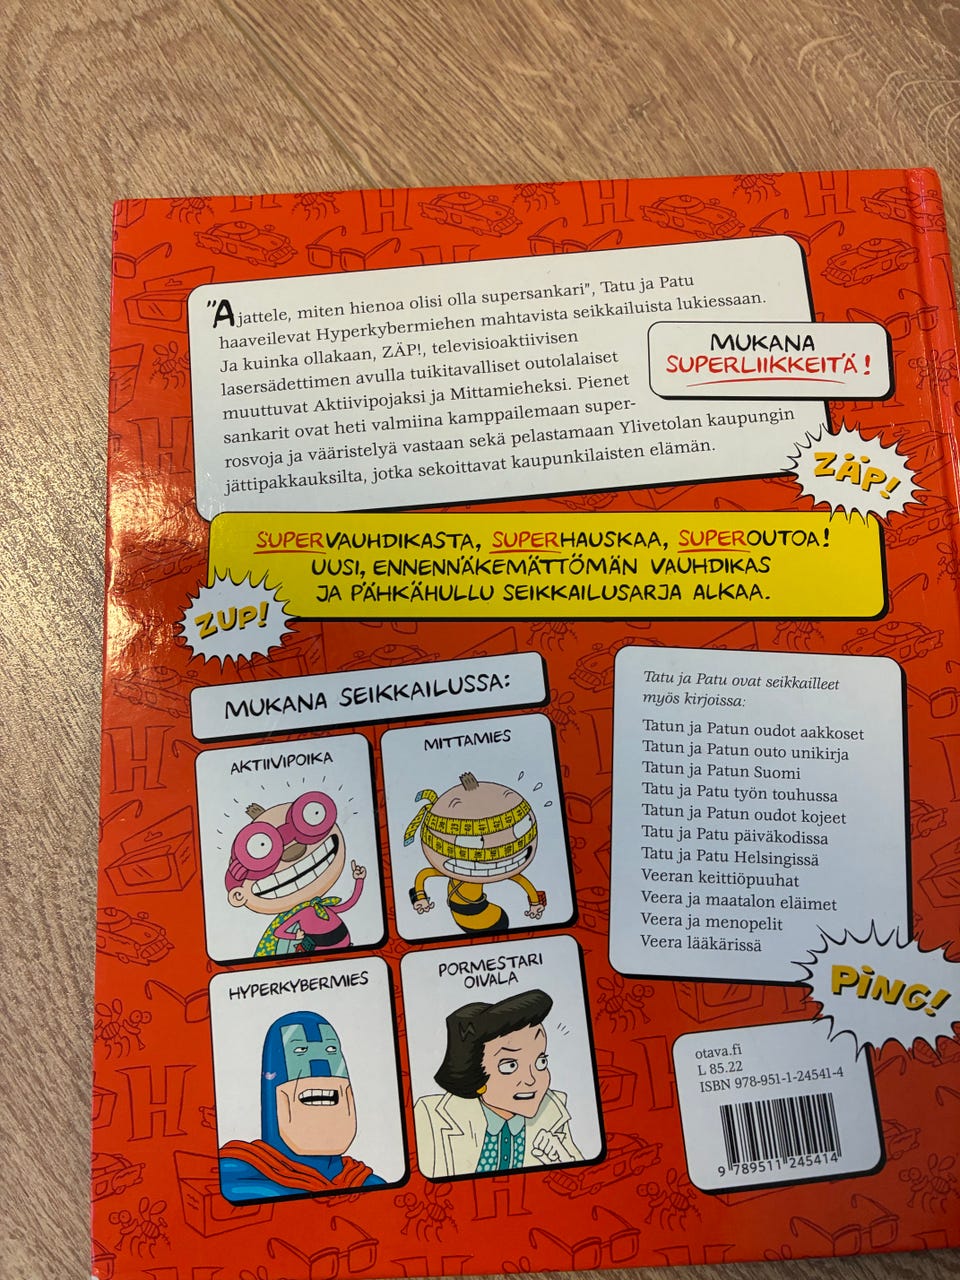 "Ajattele, miten hienoa olisi olla supersankari", Tatu ja Patu
haaveilevat Hyperkybermiehen mahtavista seikkailuista lukiessaan.
Ja kuinka ollakaan, ZÄP!, televisioaktiivisen
lasersädettimen avulla tuikitavalliset outolalaiset
muuttuvat Aktiivipojaksi ja Mittamieheksi. Pienet
sankarit ovat heti valmiina kamppailemaan super-
rosvoja ja vääristelyä vastaan sekä pelastamaan Ylivetolan kaupungin
jättipakkauksilta, jotka sekoittavat kaupunkilaisten elämän.
MUKANA
SUPERLIIKKEITÄ!
ZÄP!
SUPERVAUHDIKASTA, SUPERHAUSKAA, SUPEROUTOA!
UUSI, ENNENNÄKEMÄTTÖMÄN VAUHDIKAS
JA PÄHKÄHULLU SEIKKAILUSARJA ALKAA.
ZUP!
MUKANA SEIKKAILUSSA:
AKTIIVIPOIKA
MITTAMIES
HYPERKYBERMIES
PORMESTARI
OIVALA
Tatu ja Patu ovat seikkailleet
myös kirjoissa:
Tatun ja Patun oudot aakkoset
Tatun ja Patun outo unikirja
Tatun ja Patun Suomi
Tatu ja Patu työn touhussa
Tatun ja Patun oudot kojeet
Tatu ja Patu päiväkodissa
Tatu ja Patu Helsingissä
Veeran keittiöpuuhat
Veera ja maatalon eläimet
Veera ja menopelit
Veera lääkärissä
PING!
otava.fi
L 85.22
ISBN 978-951-1-24541-4
9 789511 245414